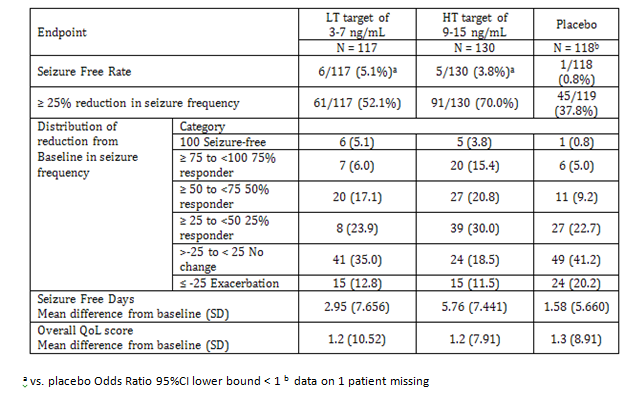 Endpoint
LT target of
3-7 ng/mL
HT target of
9-15 ng/mL
Placebo
N = 117
N = 130
N = 118b
Seizure Free Rate
6/117 (5.1%)a
5/130 (3.8%)a
1/118
(0.8%)
≥ 25% reduction in seizure frequency
61/117 (52.1%)
91/130 (70.0%)
45/119
(37.8%)
Distribution of
reduction from
Baseline in seizure
frequency
Category
100 Seizure-free
6 (5.1)
5 (3.8)
1 (0.8)
≥ 75 to <100 75%
responder
7 (6.0)
20 (15.4)
6 (5.0)
≥ 50 to <75 50%
responder
20 (17.1)
27 (20.8)
11 (9.2)
≥ 25 to <50 25%
responder
8 (23.9)
39 (30.0)
27 (22.7)
>-25 to < 25 No
change
41 (35.0)
24 (18.5)
49 (41.2)
≤ -25 Exacerbation
15 (12.8)
15 (11.5)
24 (20.2)
Seizure Free Days
Mean difference from baseline (SD)
2.95 (7.656)
5.76 (7.441)
1.58 (5.660)
Overall QoL score
Mean difference from baseline (SD)
1.2 (10.52)
1.2 (7.91)
1.3 (8.91)
a vs. placebo Odds Ratio 95%CI lower bound < 1 b data on 1 patient missing